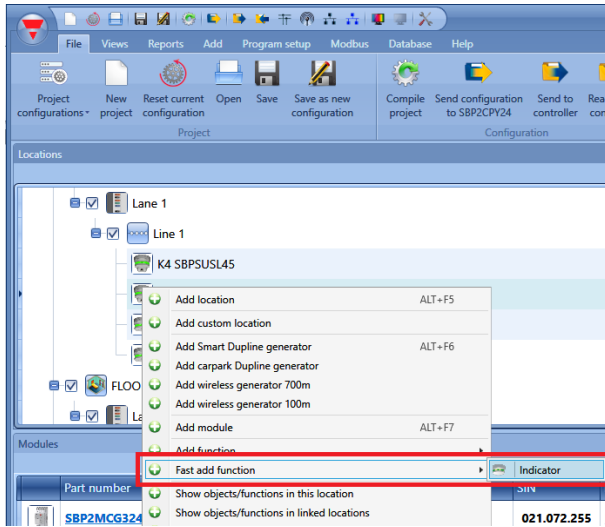 File Views Reports Add Program setup Modbus Database Help
Project configurations New project Reset current configuration Open Save Save as new configuration Compile project Send configuration to SBP2CPY24 Send to controller
Project Configuration
Locations
Lane 1
Line 1
K4 SBPSUSL45
Add location ALT+F5
Add custom location
Add Smart Dupline generator ALT+F6
Add carpark Dupline generator
FLOO Add wireless generator 700m
Add wireless generator 100m
La Add module ALT+F7
Modules Add function
Fast add function Indicator
Part number Show objects/functions in this location SIN
SBP2MCG324 Show objects/functions in linked locations 021.072.255